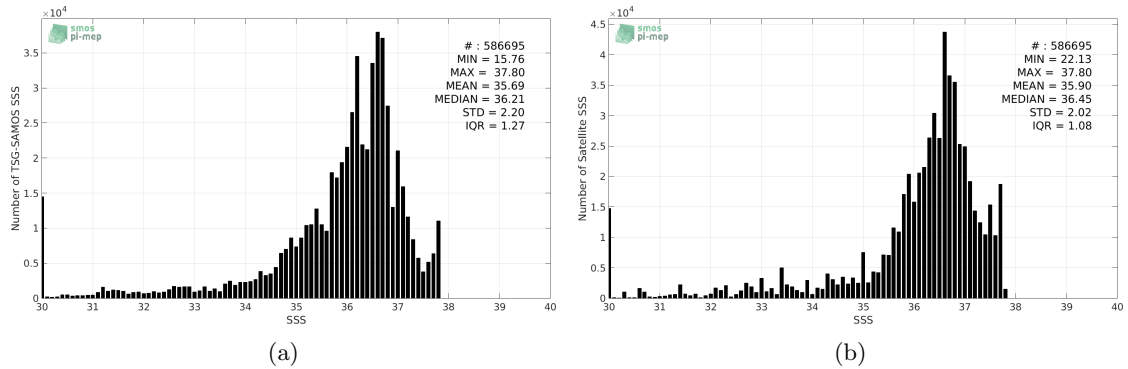 ×10⁴
smos
pi-mep
# : 586695
MIN = 15.76
MAX = 37.80
MEAN = 35.69
MEDIAN = 36.21
STD = 2.20
IQR = 1.27
Number of TSG-SAMOS SSS
3.5
3
2.5
2
1.5
1
0.5
0
30 31 32 33 34 35 36 37 38 39 40
SSS
(a)
×10⁴
smos
pi-mep
# : 586695
MIN = 22.13
MAX = 37.80
MEAN = 35.90
MEDIAN = 36.45
STD = 2.02
IQR = 1.08
Number of Satellite SSS
4.5
4
3.5
3
2.5
2
1.5
1
0.5
0
30 31 32 33 34 35 36 37 38 39 40
SSS
(b)